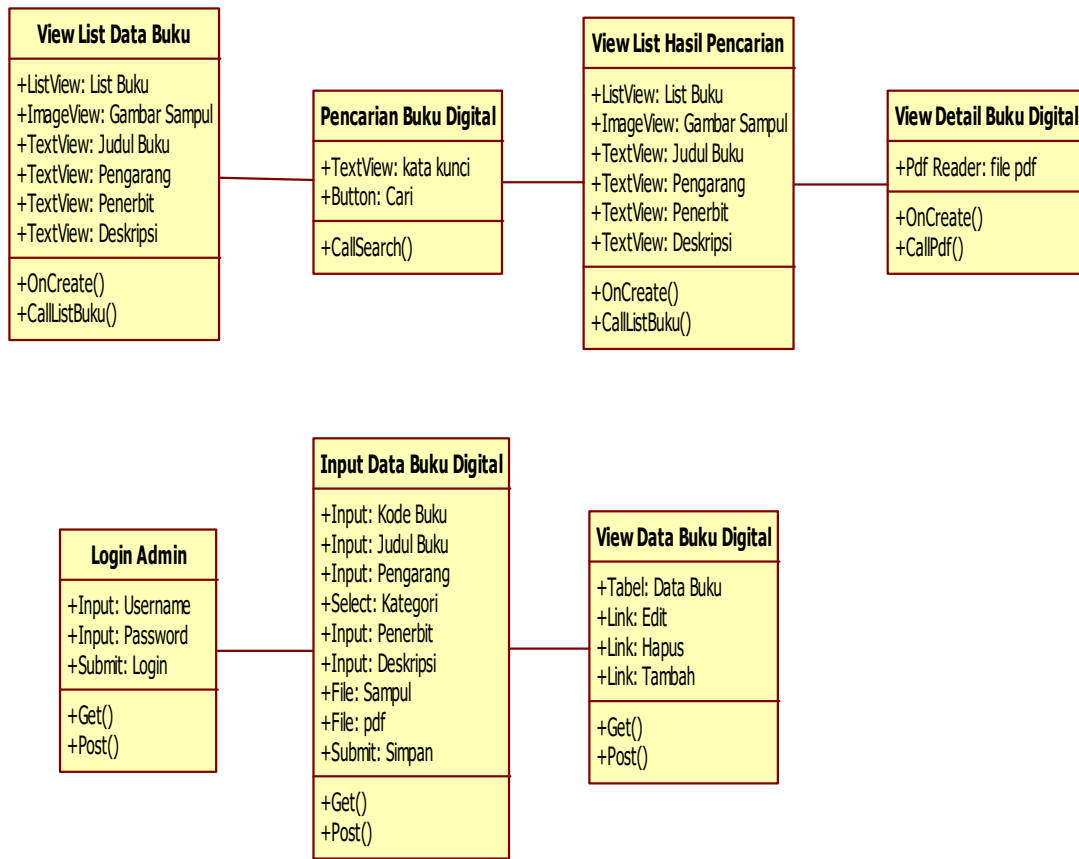 View List Data Buku
+ListView: List Buku
+ImageView: Gambar Sampul
+TextView: Judul Buku
+TextView: Pengarang
+TextView: Penerbit
+TextView: Deskripsi
+OnCreate()
+CallListBuku()
Pencarian Buku Digital
+TextView: kata kunci
+Button: Cari
+CallSearch()
View List Hasil Pencarian
+ListView: List Buku
+ImageView: Gambar Sampul
+TextView: Judul Buku
+TextView: Pengarang
+TextView: Penerbit
+TextView: Deskripsi
+OnCreate()
+CallListBuku()
View Detail Buku Digital
+Pdf Reader: file pdf
+OnCreate()
+CallPdf()
Login Admin
+Input: Username
+Input: Password
+Submit: Login
+Get()
+Post()
Input Data Buku Digital
+Input: Kode Buku
+Input: Judul Buku
+Input: Pengarang
+Select: Kategori
+Input: Penerbit
+Input: Deskripsi
+File: Sampul
+File: pdf
+Submit: Simpan
+Get()
+Post()
View Data Buku Digital
+Tabel: Data Buku
+Link: Edit
+Link: Hapus
+Link: Tambah
+Get()
+Post()